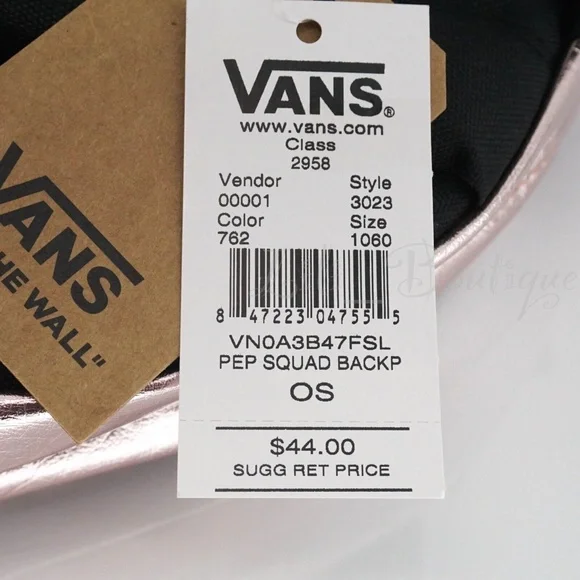 VANS®
www.vans.com
Class
2958
Vendor Style
00001 3023
Color Size
762 1060
8 47223 04755 5
VN0A3B47FSL
PEP SQUAD BACKP
OS
$44.00
SUGG RET PRICE
VANS
HE WALL"
Boutique